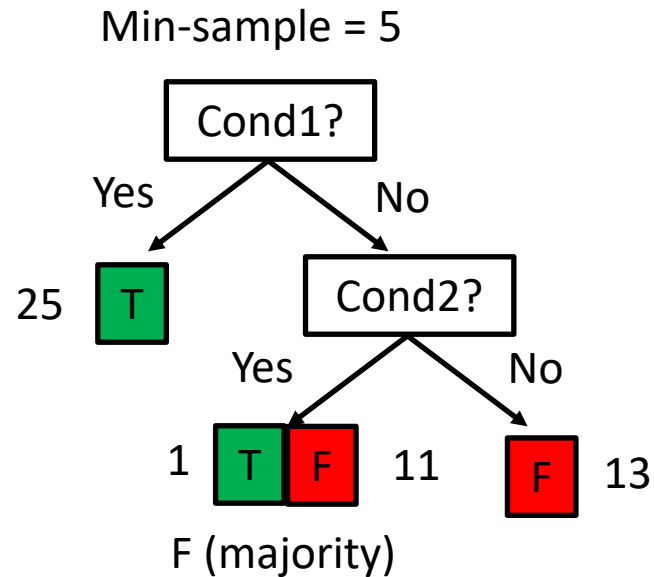 Min-sample = 5
Cond1?
Yes
No
25
T
Cond2?
Yes
No
1
T
F
11
F
13
F (majority)